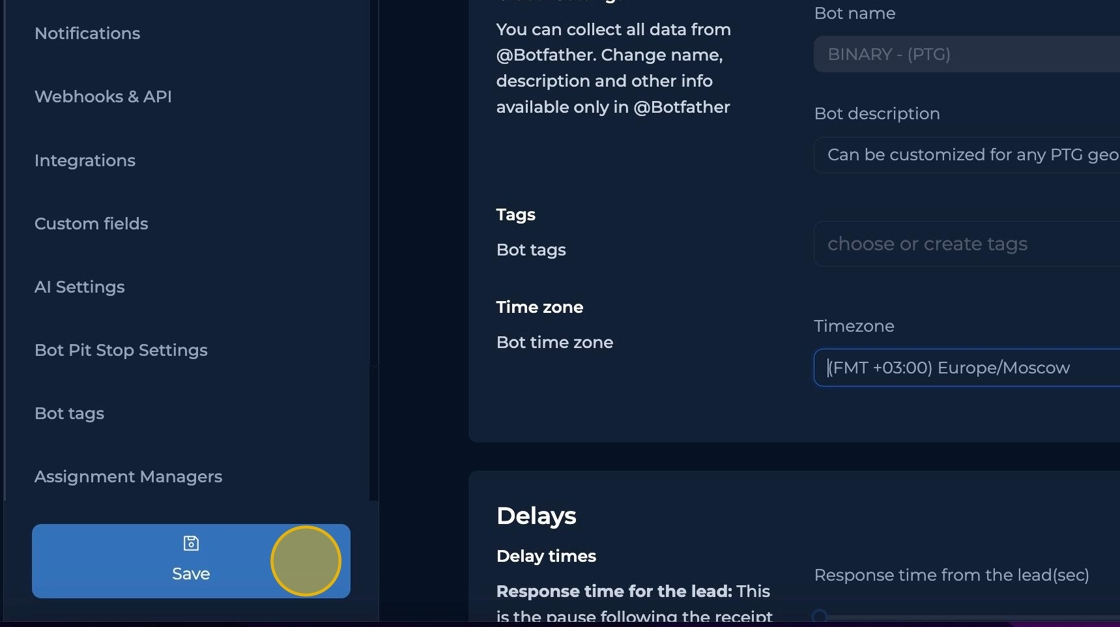 Notifications
Webhooks & API
Integrations
Custom fields
AI Settings
Bot Pit Stop Settings
Bot tags
Assignment Managers
Save
You can collect all data from
@Botfather. Change name,
description and other info
available only in @Botfather
Bot name
BINARY - (PTG)
Bot description
Can be customized for any PTG geo
Tags
Bot tags
choose or create tags
Time zone
Bot time zone
Timezone
(FMT +03:00) Europe/Moscow
Delays
Delay times
Response time for the lead: This
is the pause following the receipt
Response time from the lead(sec)